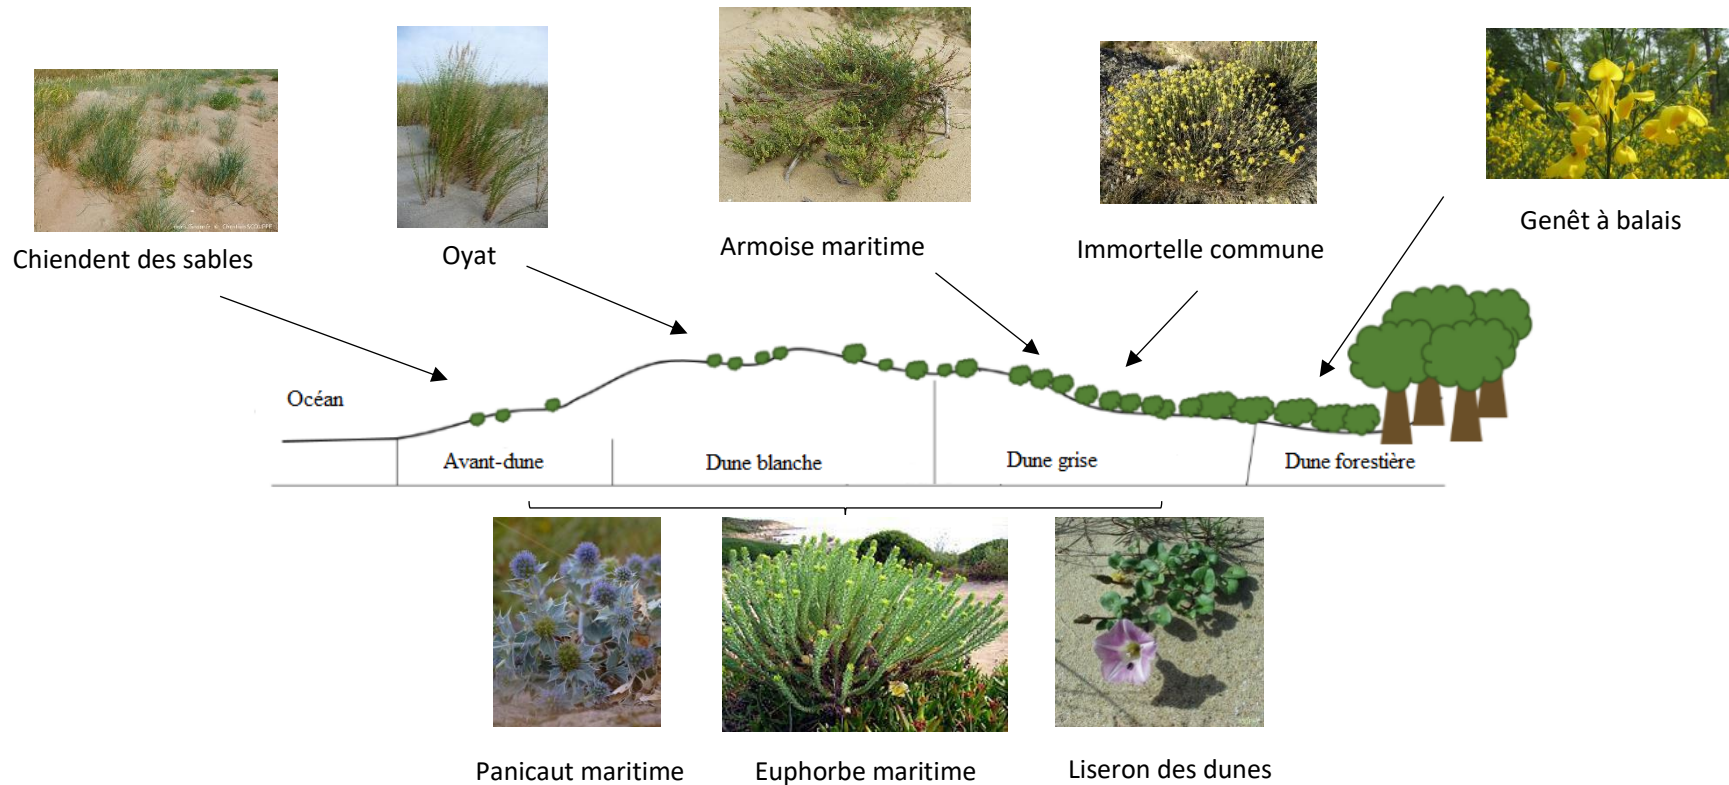 Chiendent des sables
Oyat
Armoise maritime
Immortelle commune
Genêt à balais
Océan
Avant-dune
Dune blanche
Dune grise
Dune forestière
Panicaut maritime
Euphorbe maritime
Liseron des dunes